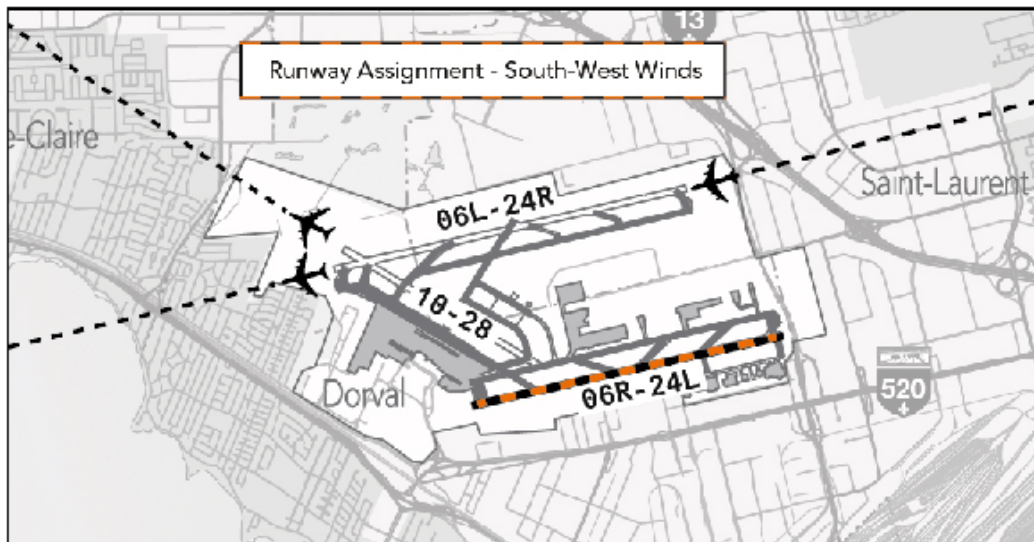 13
Runway Assignment - South-West Winds
e-Claire
Saint-Laurent
06L-24R
10-28
Dorval
06R-24L
520